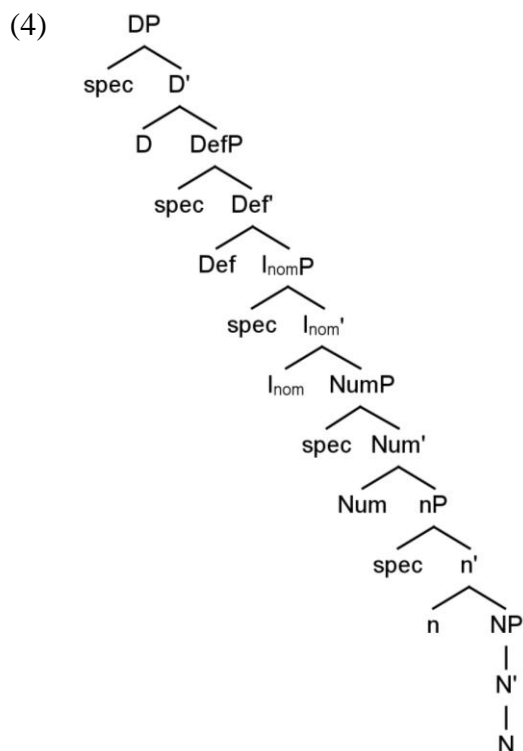 (4)
DP
spec D'
D DefP
spec Def'
Def InomP
spec Inom'
Inom NumP
spec Num'
Num nP
spec n'
n NP
N'
N